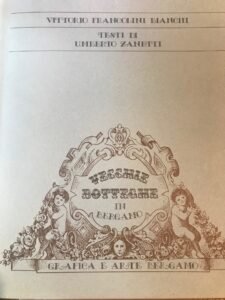 VITTORIO FRANCOLINI BIANCHI
TESTI DI
UMBERTO ZANETTI
VECCHIE
BOTTEGHE
IN
BERGAMO
GRAFICA E ARTE BERGAMO